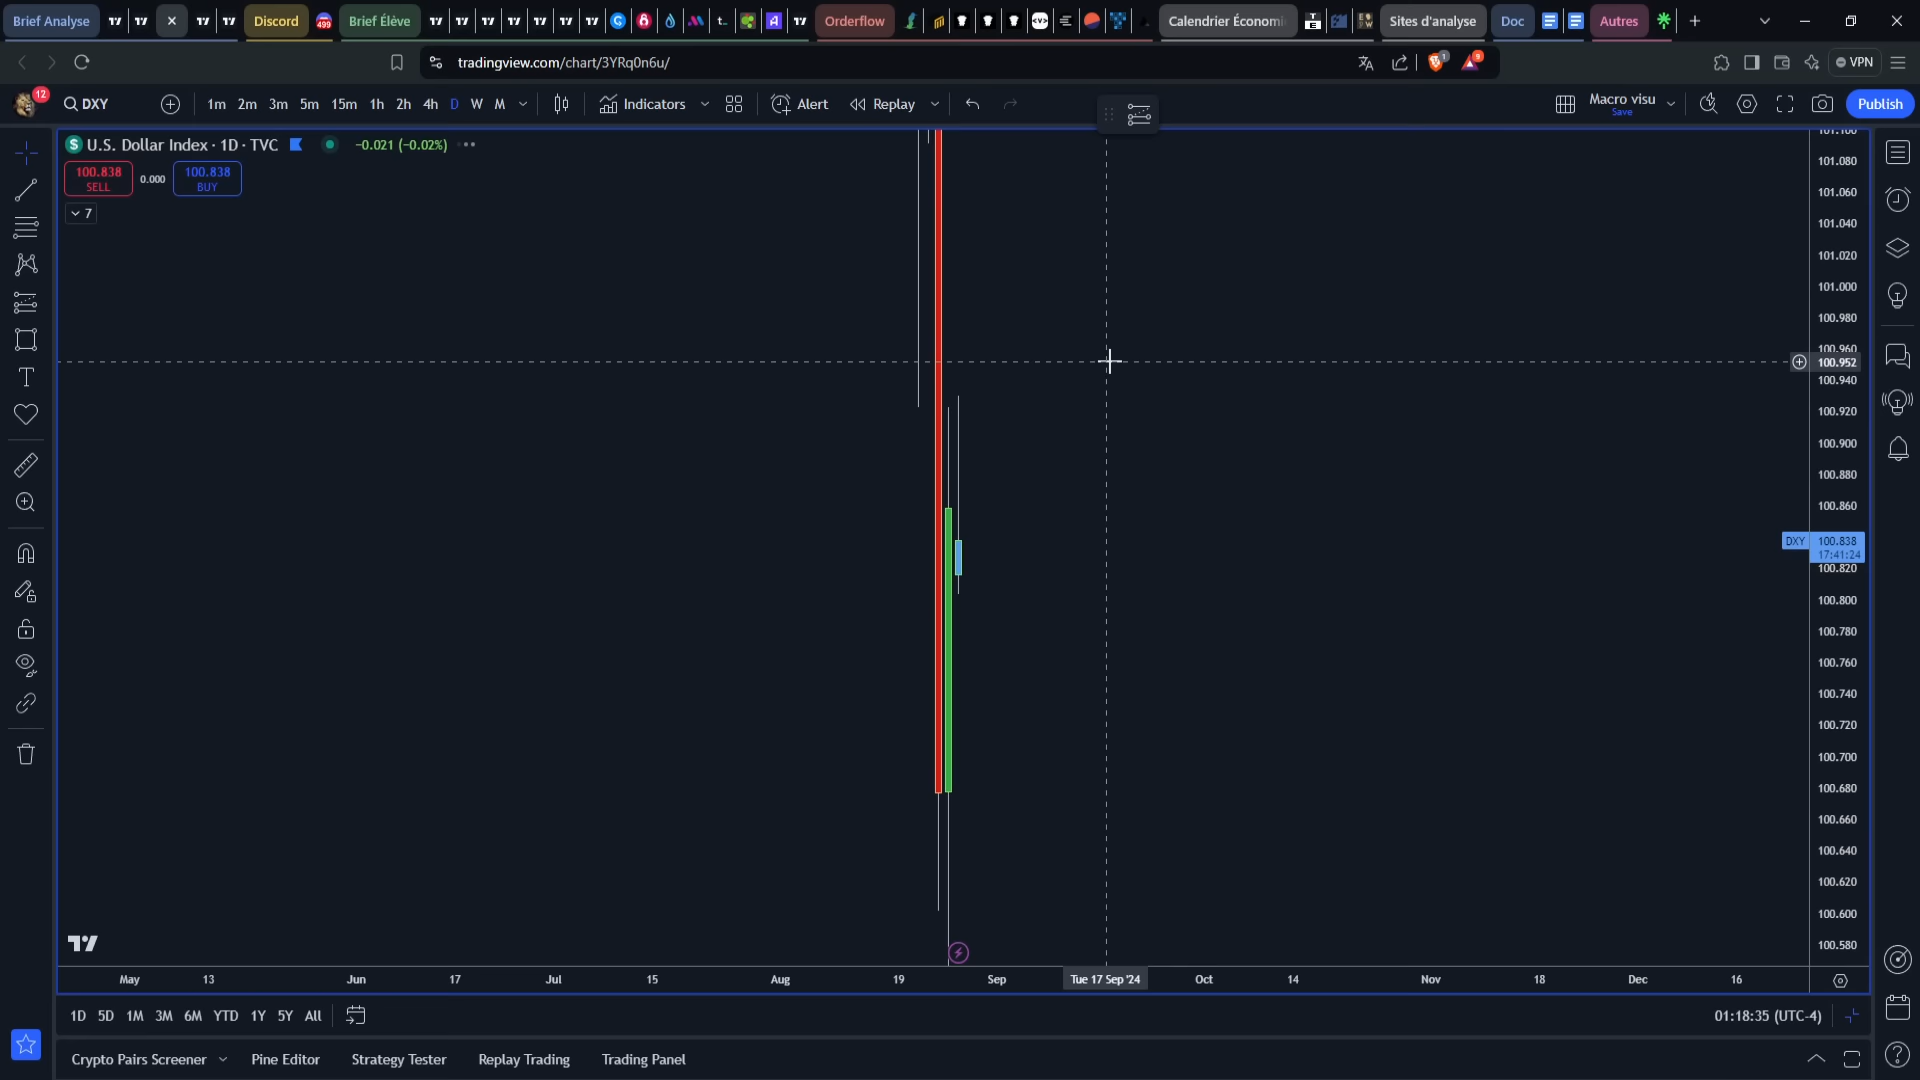 Brief Analyse
Discord
499
Brief Élève
t..
Orderflow
Calendrier Économi
Sites d'analyse
Doc
Autres
tradingview.com/chart/3YRq0n6u/
1
9
VPN
12
DXY
1m 2m 3m 5m 15m 1h 2h 4h D W M
Indicators
Alert
Replay
Macro visu
Save
Publish
U.S. Dollar Index · 1D · TVC
−0.021 (−0.02%)
100.838
SELL
0.000
100.838
BUY
7
101.100
101.080
101.060
101.040
101.020
101.000
100.980
100.960
100.952
100.940
100.920
100.900
100.880
100.860
DXY 100.838
17:41:24
100.820
100.800
100.780
100.760
100.740
100.720
100.700
100.680
100.660
100.640
100.620
100.600
100.580
May 13 Jun 17 Jul 15 Aug 19 Sep Tue 17 Sep '24 Oct 14 Nov 18 Dec 16
1D 5D 1M 3M 6M YTD 1Y 5Y All
01:18:35 (UTC-4)
Crypto Pairs Screener
Pine Editor
Strategy Tester
Replay Trading
Trading Panel